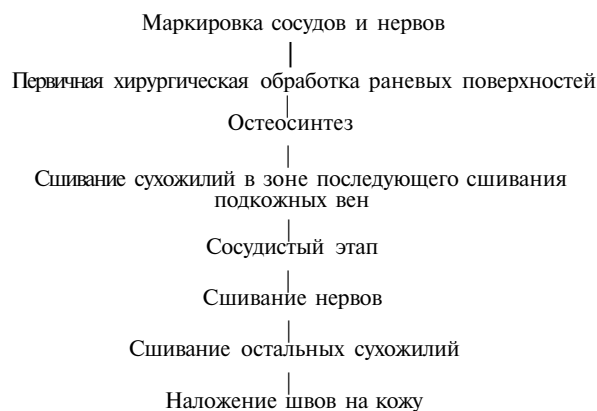 Маркировка сосудов и нервов
Первичная хирургическая обработка раневых поверхностей
Остеосинтез
Сшивание сухожилий в зоне последующего сшивания
подкожных вен
Сосудистый этап
Сшивание нервов
Сшивание остальных сухожилий
Наложение швов на кожу